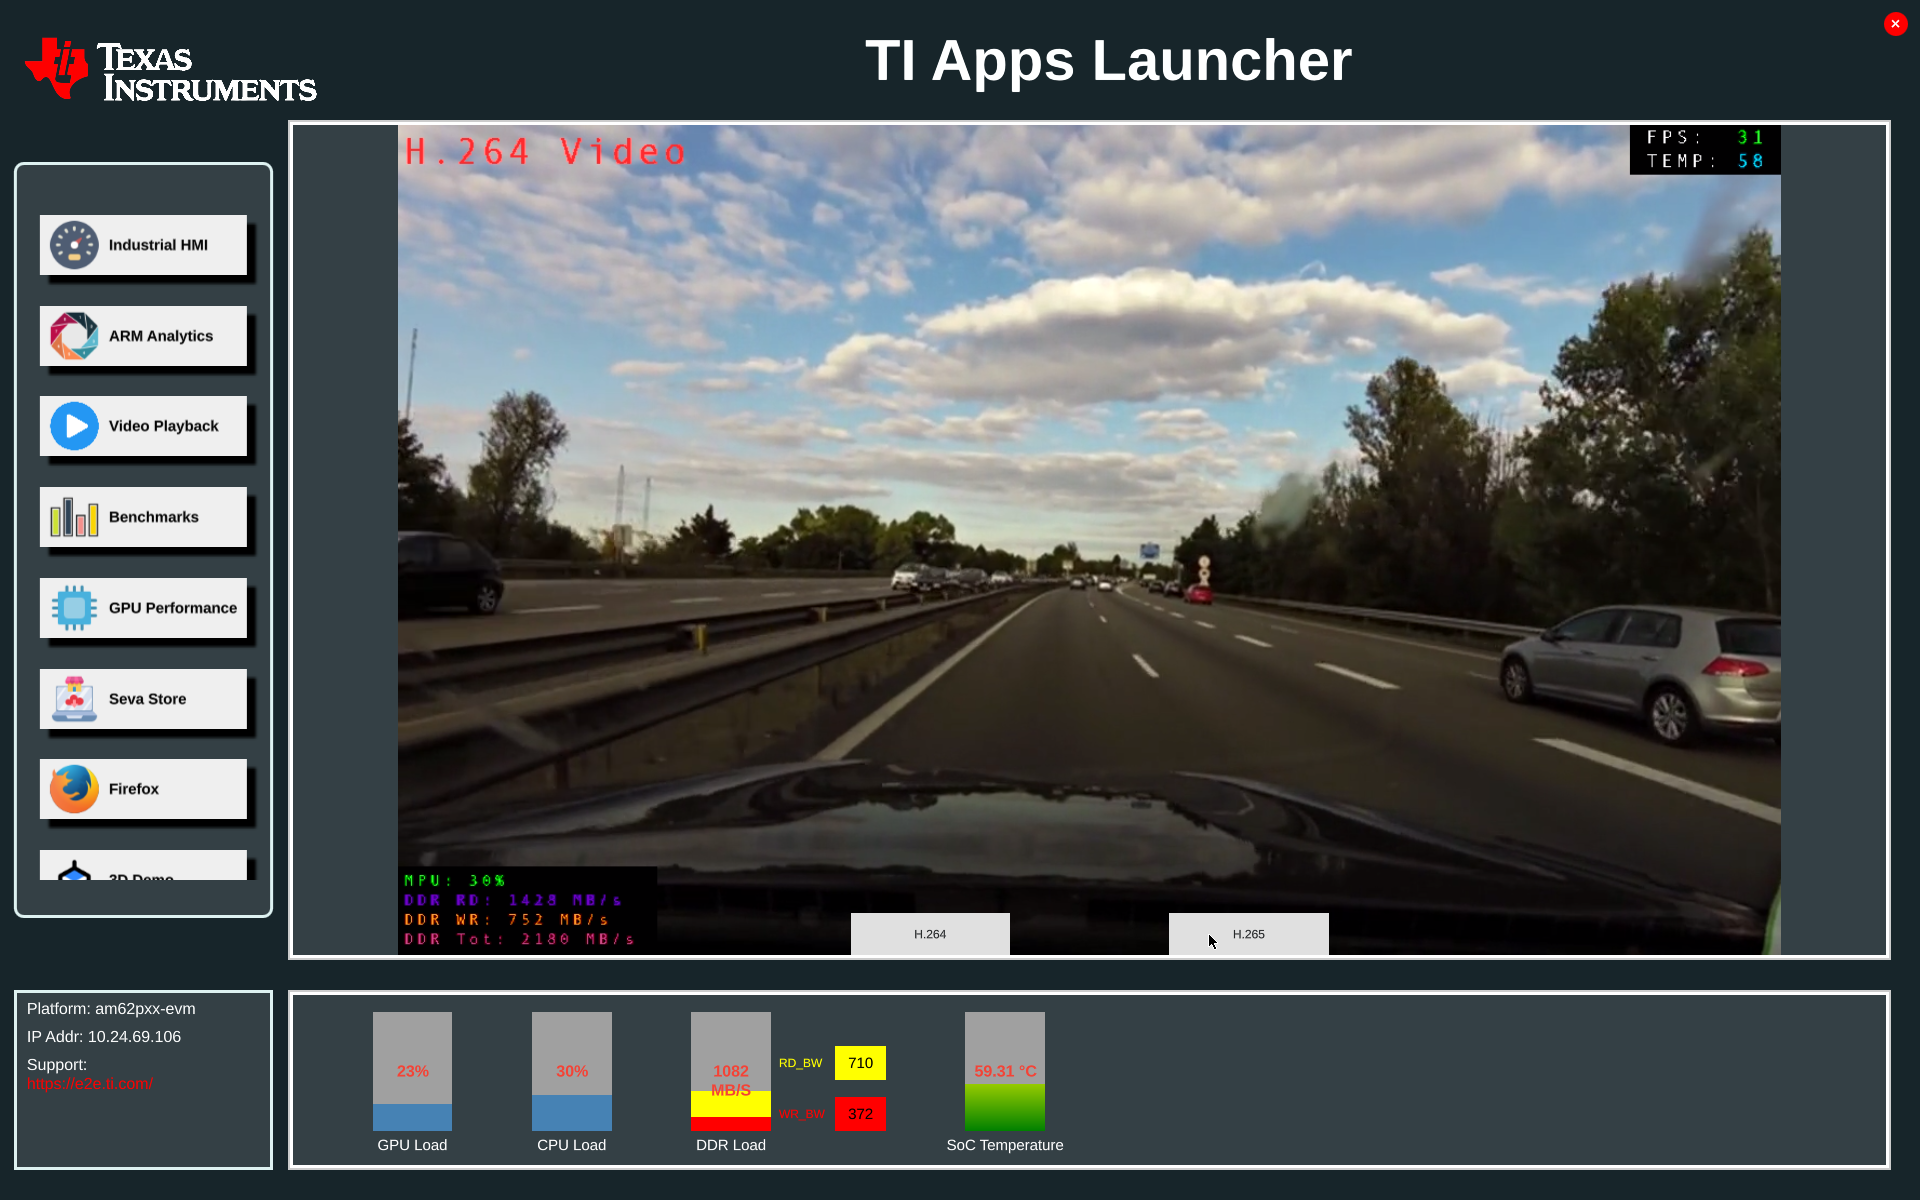 TEXAS
INSTRUMENTS
TI Apps Launcher
Industrial HMI
ARM Analytics
Video Playback
Benchmarks
GPU Performance
Seva Store
Firefox
3D Demo
H.264 Video
FPS: 31
TEMP: 58
MPU: 30%
DDR RD: 1428 MB/s
DDR WR: 752 MB/s
DDR Tot: 2180 MB/s
H.264
H.265
Platform: am62pxx-evm
IP Addr: 10.24.69.106
Support:
https://e2e.ti.com/
23%
GPU Load
30%
CPU Load
1082
MB/S
DDR Load
RD_BW 710
WR_BW 372
59.31 °C
SoC Temperature